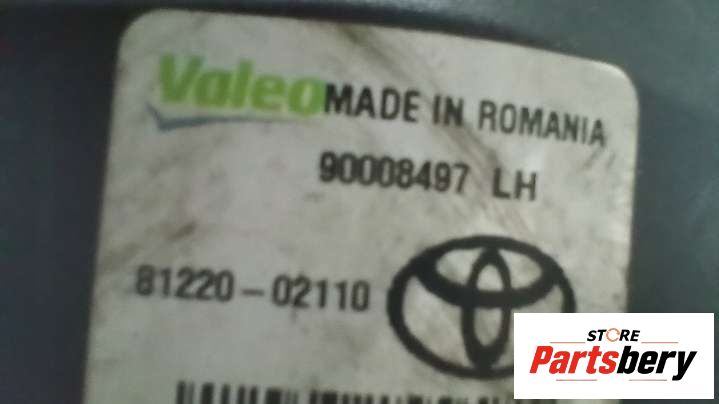 Valeo MADE IN ROMANIA
90008497 LH
81220-02110
STORE
Partsbery